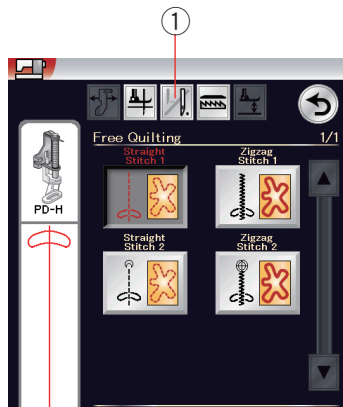 1
Free Quilting 1/1
Straight
Stitch 1
Zigzag
Stitch 1
PD-H
Straight
Stitch 2
Zigzag
Stitch 2